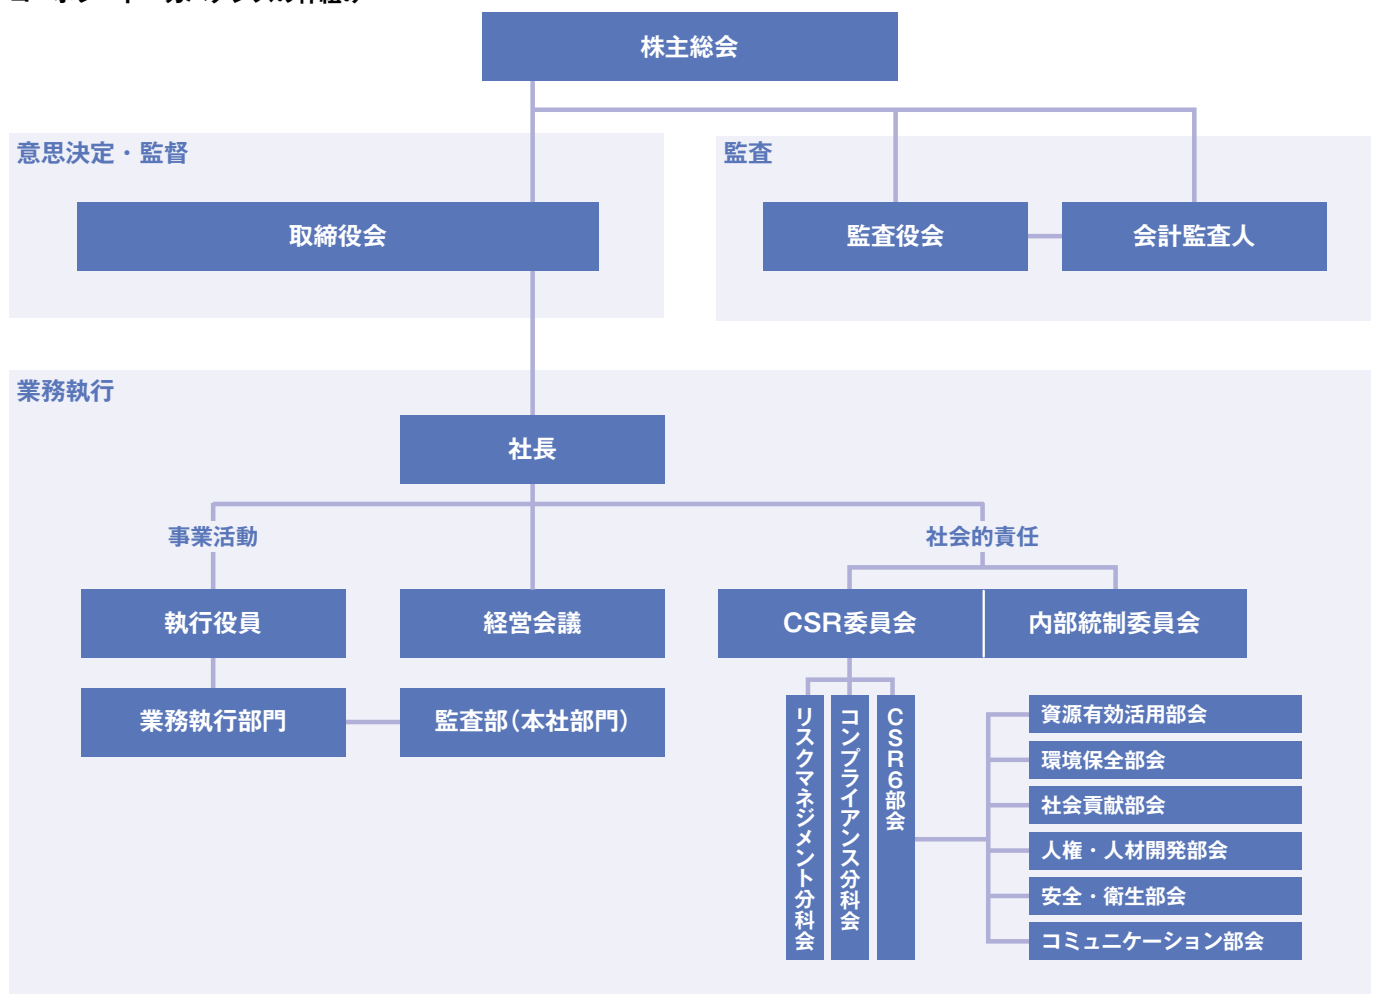 株主総会
意思決定・監督
監査
取締役会
監査役会
会計監査人
業務執行
社長
事業活動
社会的責任
執行役員
経営会議
CSR委員会
内部統制委員会
業務執行部門
監査部(本社部門)
リスクマネジメント分科会
コンプライアンス分科会
CSR6部会
資源有効活用部会
環境保全部会
社会貢献部会
人権・人材開発部会
安全・衛生部会
コミュニケーション部会